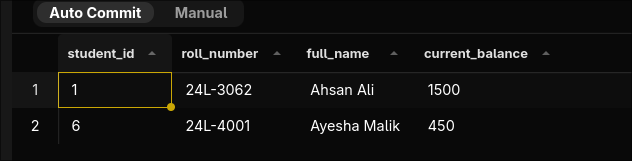 Auto Commit Manual
student_id roll_number full_name current_balance
1 1 24L-3062 Ahsan Ali 1500
2 6 24L-4001 Ayesha Malik 450